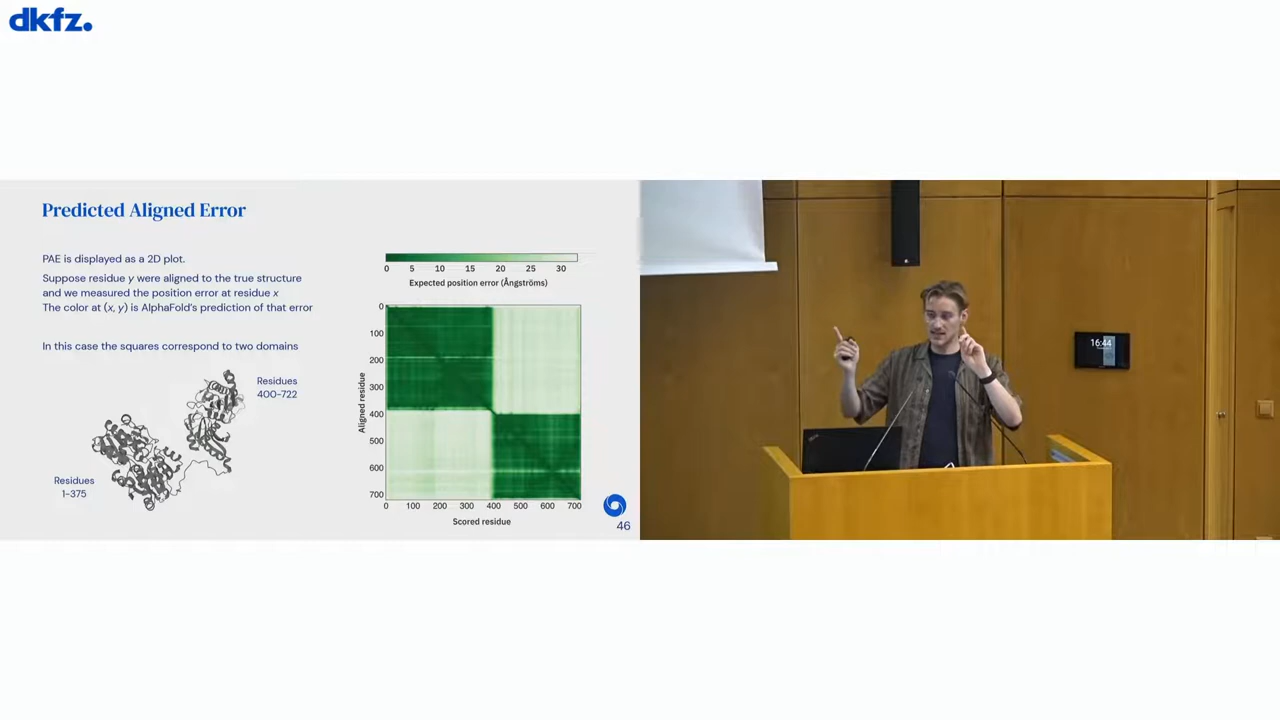 dkfz.
Predicted Aligned Error
PAE is displayed as a 2D plot.
Suppose residue y were aligned to the true structure
and we measured the position error at residue x
The color at (x, y) is AlphaFold's prediction of that error
In this case the squares correspond to two domains
Residues
400-722
Residues
1-375
0 5 10 15 20 25 30
Expected position error (Ångströms)
Aligned residue
0
100
200
300
400
500
600
700
0 100 200 300 400 500 600 700
Scored residue
46
16:44